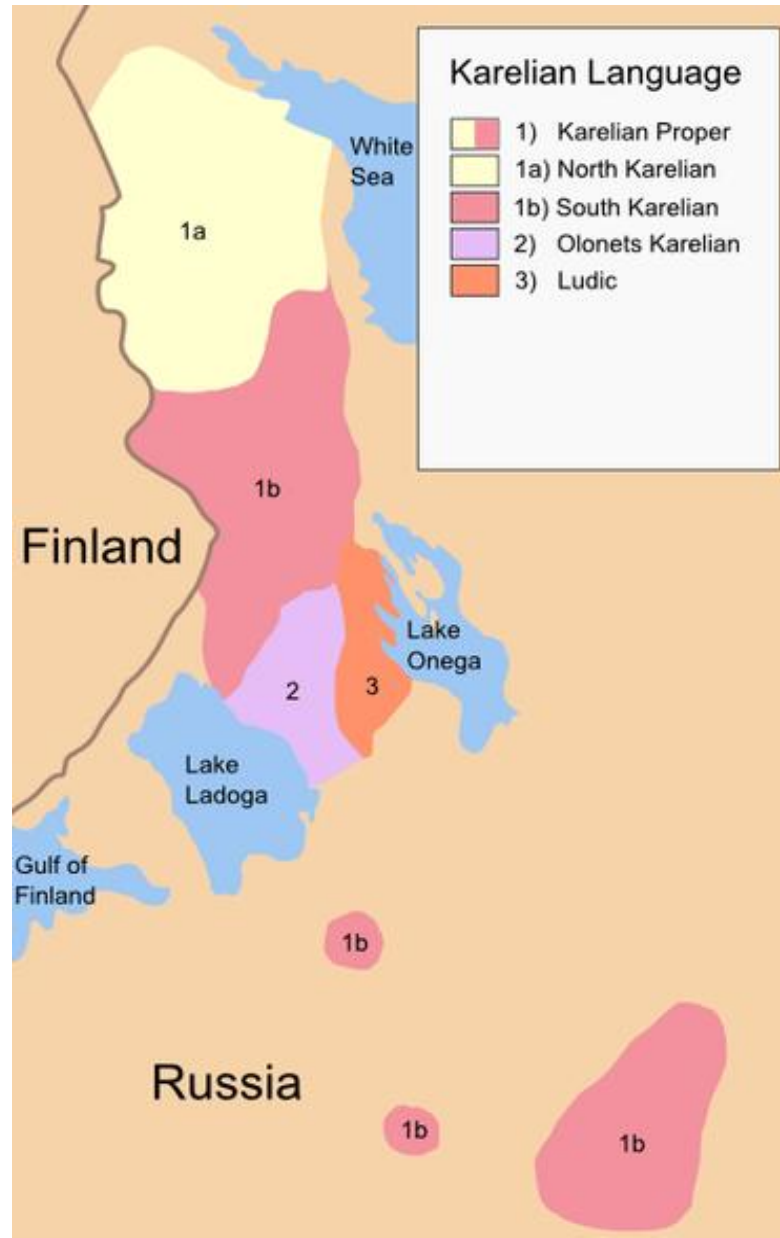 Karelian Language
1) Karelian Proper
1a) North Karelian
1b) South Karelian
2) Olonets Karelian
3) Ludic
White
Sea
1a
1b
Finland
Lake
Onega
2
3
Lake
Ladoga
Gulf of
Finland
1b
Russia
1b
1b